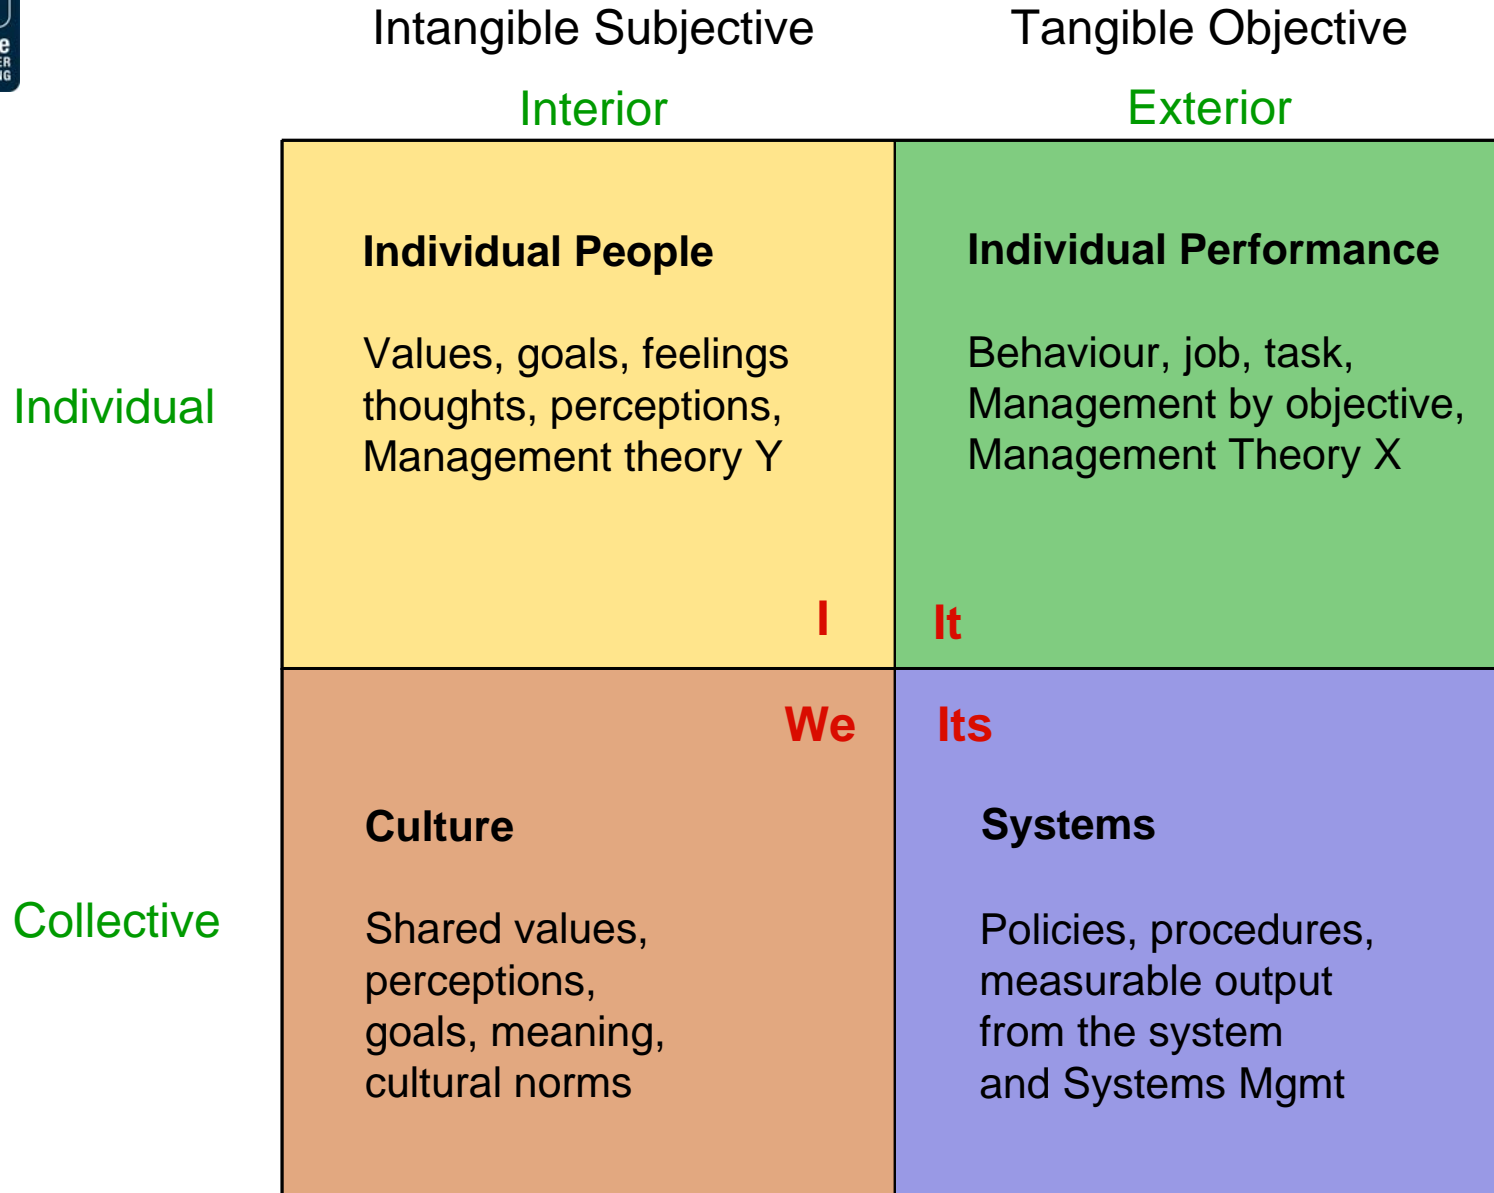 Intangible Subjective
Tangible Objective
Interior
Exterior
Individual
Individual People
Values, goals, feelings
thoughts, perceptions,
Management theory Y
I
Individual Performance
Behaviour, job, task,
Management by objective,
Management Theory X
It
Collective
We
Culture
Shared values,
perceptions,
goals, meaning,
cultural norms
Its
Systems
Policies, procedures,
measurable output
from the system
and Systems Mgmt